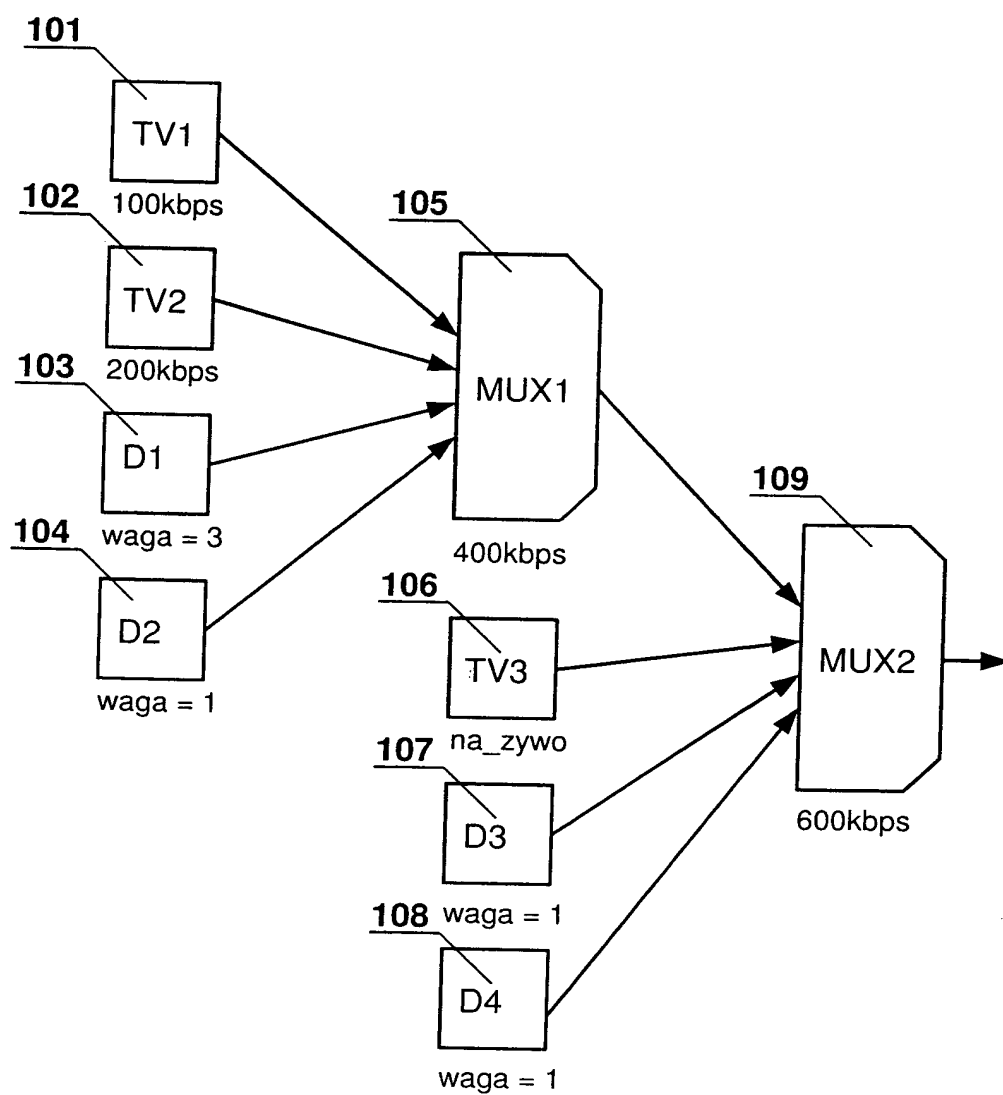 101
TV1
100kbps
102
TV2
200kbps
103
D1
waga = 3
104
D2
waga = 1
105
MUX1
400kbps
106
TV3
na_zywo
107
D3
waga = 1
108
D4
waga = 1
109
MUX2
600kbps